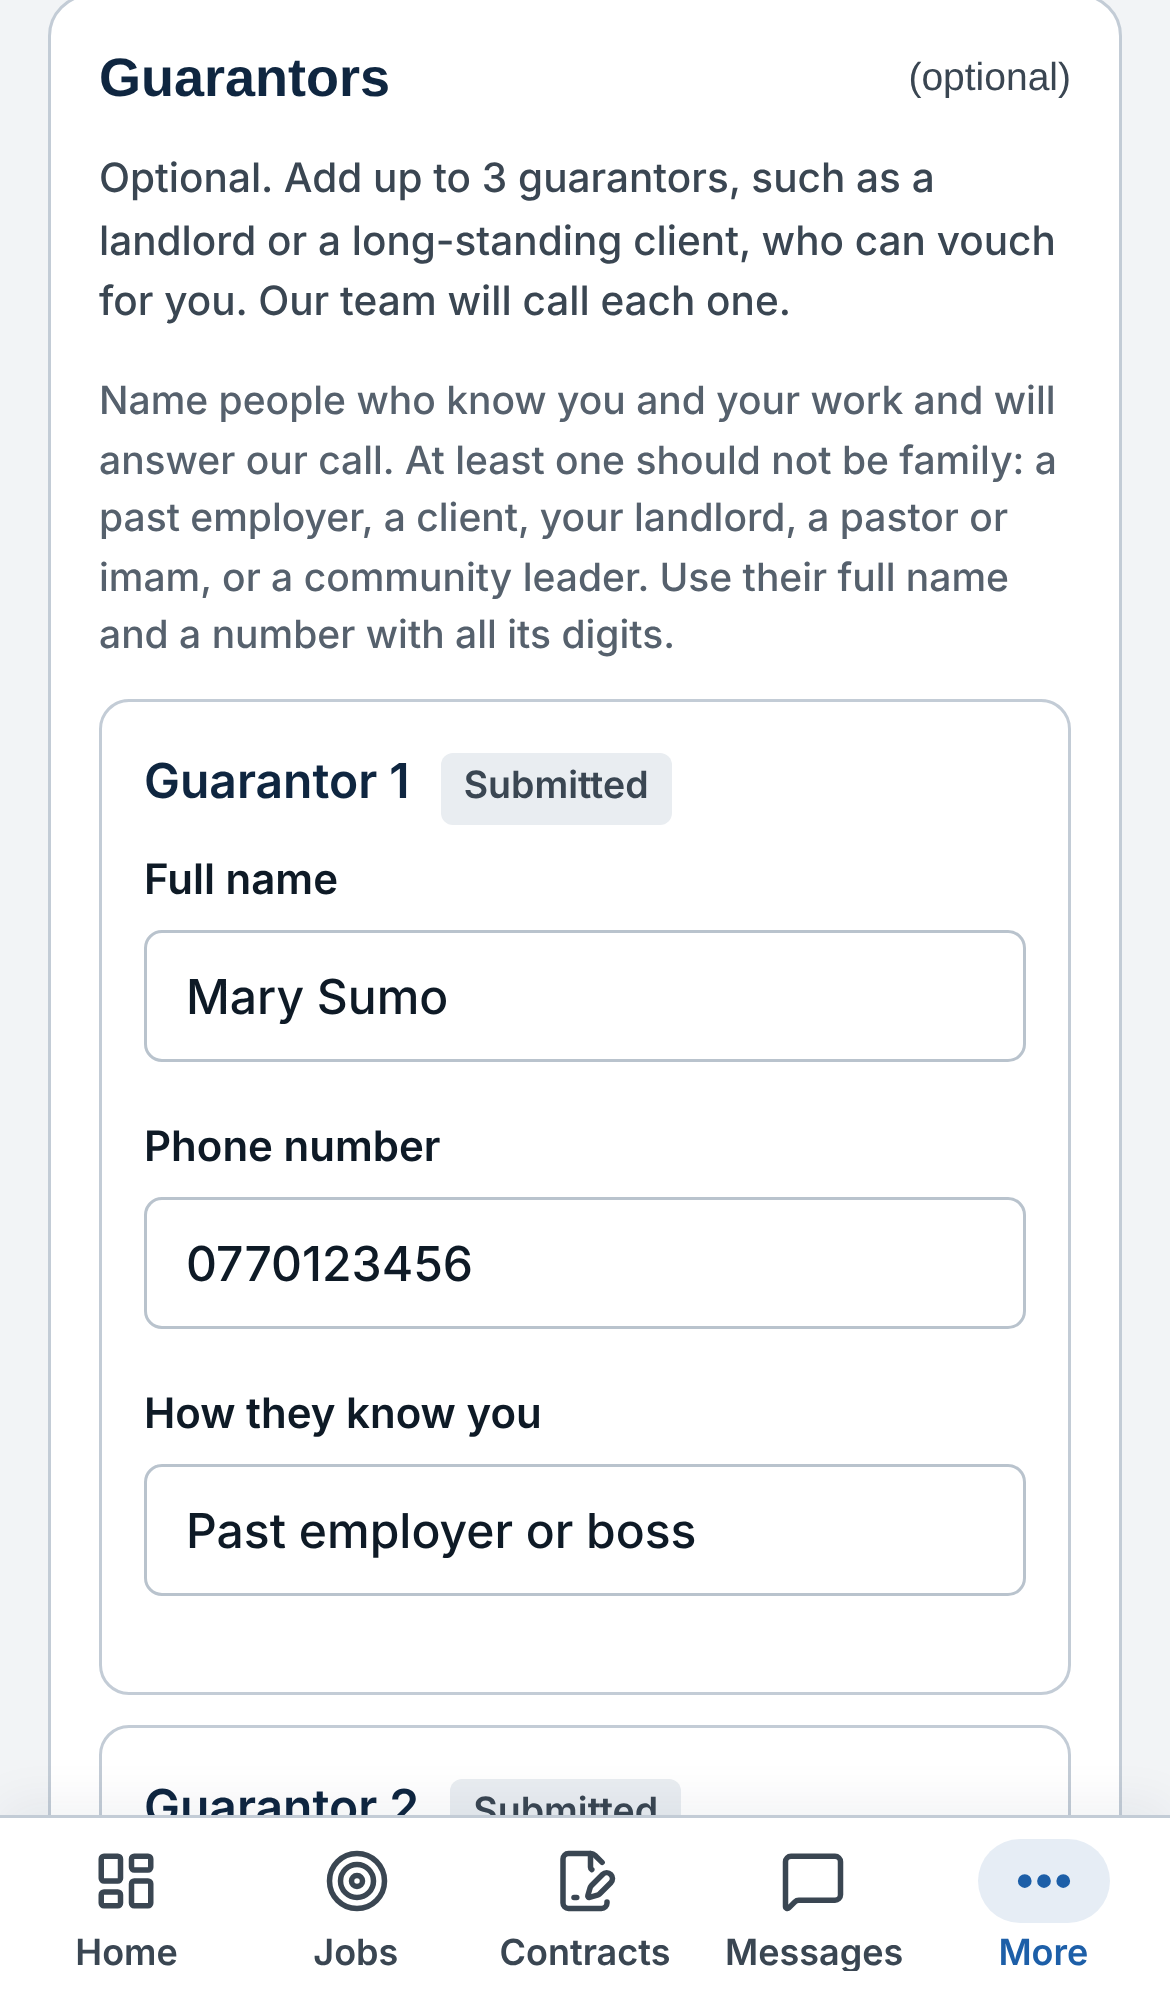 Guarantors
(optional)
Optional. Add up to 3 guarantors, such as a
landlord or a long-standing client, who can vouch
for you. Our team will call each one.
Name people who know you and your work and will
answer our call. At least one should not be family: a
past employer, a client, your landlord, a pastor or
imam, or a community leader. Use their full name
and a number with all its digits.
Guarantor 1
Submitted
Full name
Mary Sumo
Phone number
0770123456
How they know you
Past employer or boss
Guarantor 2
Submitted
Home
Jobs
Contracts
Messages
More